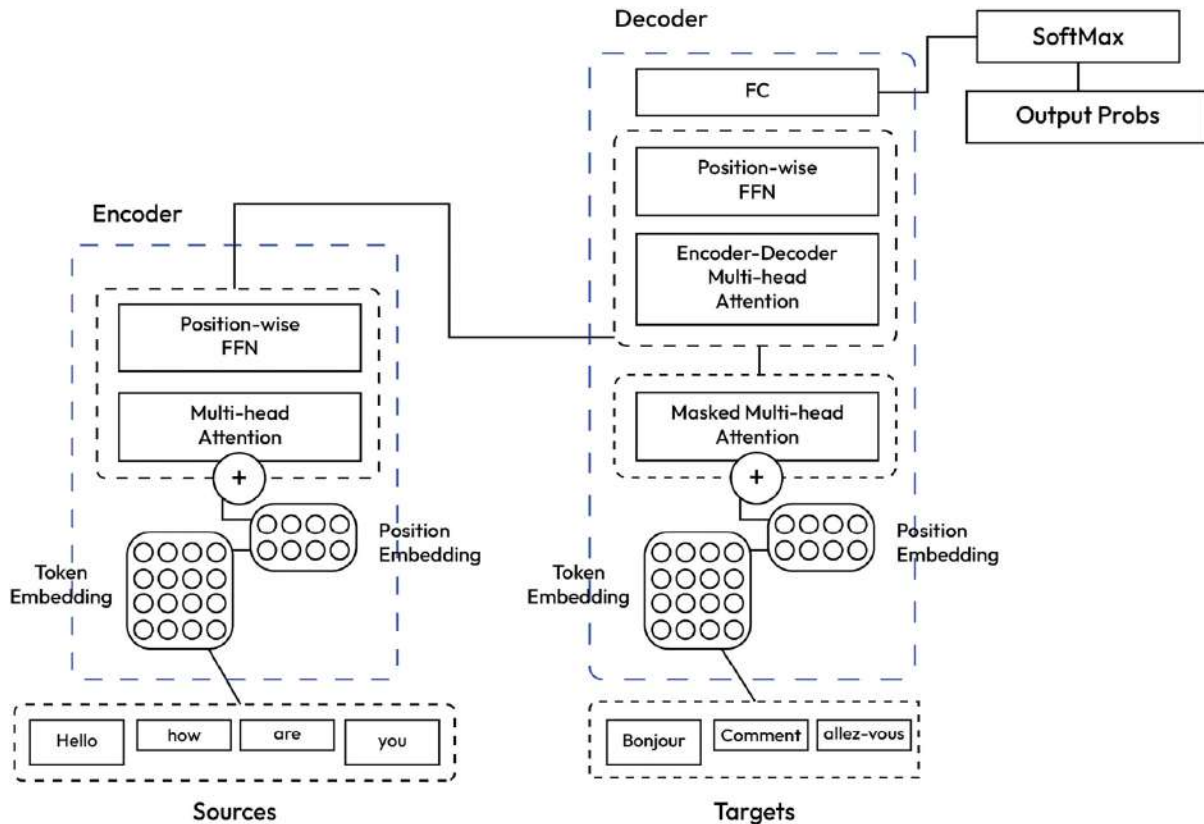 Decoder
SoftMax
FC
Output Probs
Position-wise
FFN
Encoder
Encoder-Decoder
Multi-head
Attention
Position-wise
FFN
Multi-head
Attention
Masked Multi-head
Attention
+
+
Position
Embedding
Position
Embedding
Token
Embedding
Token
Embedding
Hello
how
are
you
Bonjour
Comment
allez-vous
Sources
Targets